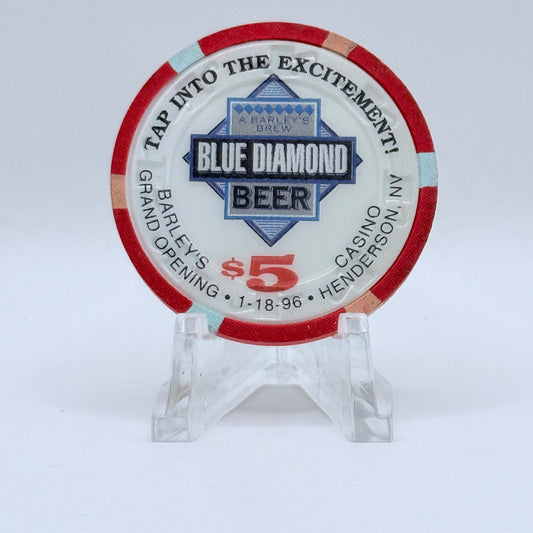 TAP INTO THE EXCITEMENT!
A BARLEY'S
BREW
BLUE DIAMOND
BEER
$5
BARLEY'S CASINO
GRAND OPENING • 1-18-96 • HENDERSON, NV